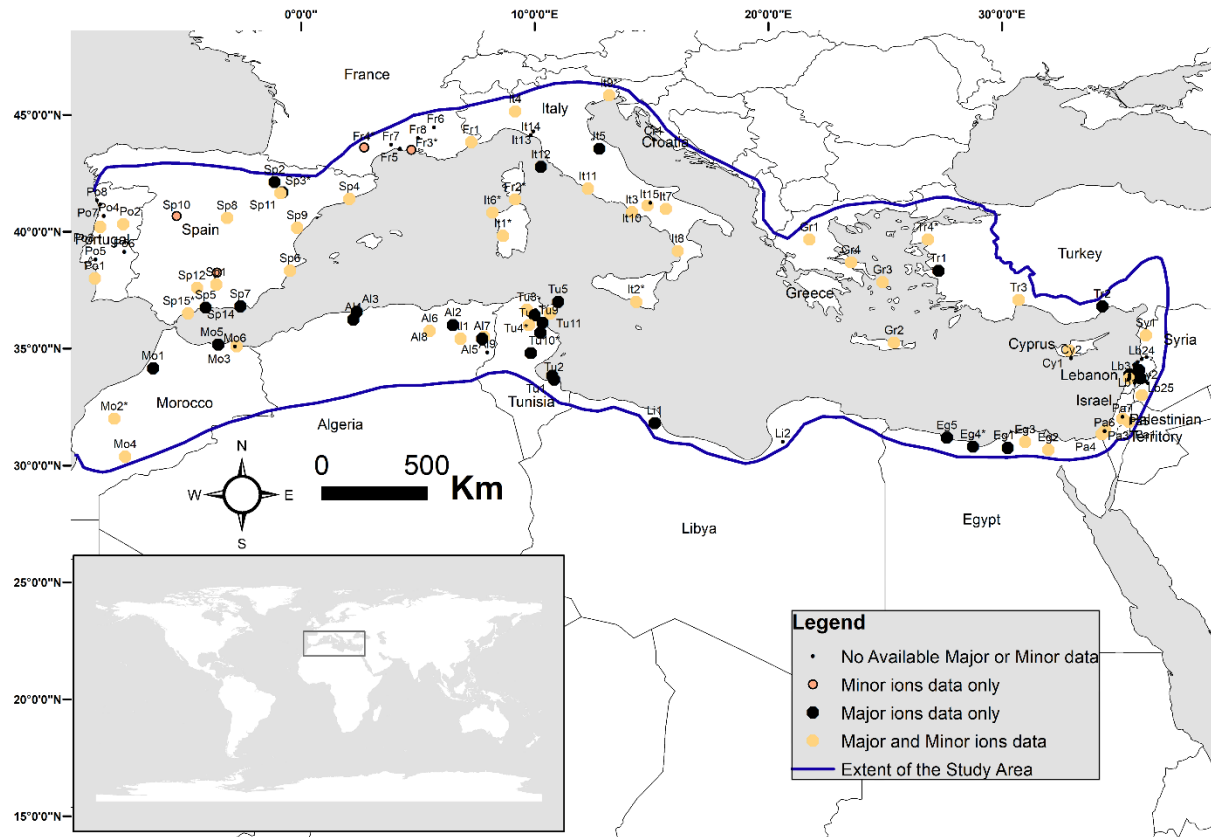 0°0'0"
10°0'0"E
20°0'0"E
30°0'0"E
45°0'0"N
40°0'0"N
35°0'0"N
30°0'0"N
25°0'0"N
20°0'0"N
15°0'0"N
France
Italy
Croatia
Spain
Portugal
Greece
Turkey
Cyprus
Syria
Lebanon
Israel
Palestinian
Territory
Morocco
Algeria
Tunisia
Libya
Egypt
It9*
It4
Fr6
Fr7
Fr8
Fr1
It14
It13
Fr4*
Fr3*
Fr5
Cr1
It5
It12
Sp2
Sp3*
Sp11
Sp4
Fr2*
It11
It6*
It3
It15
It7
It10
Po8
Po4
Po7
Po2
Sp10
Sp8
Sp9
It1*
It8
Gr1
Gr4
Gr3
Gr2
Tr4*
Tr1
Tr3
Tr2
Po5
Po1
Sp6
Sp12
Sp5
Sp7
Sp15*
Sp14
It2*
Al3
Al6
Al2
Al8
Al7
Al5
Tu5
Tu9
Tu11
Tu4*
Tu10*
Tu2
Tu1
Mo5
Mo6
Mo3
Mo1
Mo2*
Mo4
Li1
Li2
Eg5
Eg4*
Eg1*
Eg3
Eg2
Cy2
Cy1
Sy1
Lb24
Lb25
Pa7
Pa6
Pa4
N
W
E
S
0
500
Km
Legend
No Available Major or Minor data
Minor ions data only
Major ions data only
Major and Minor ions data
Extent of the Study Area